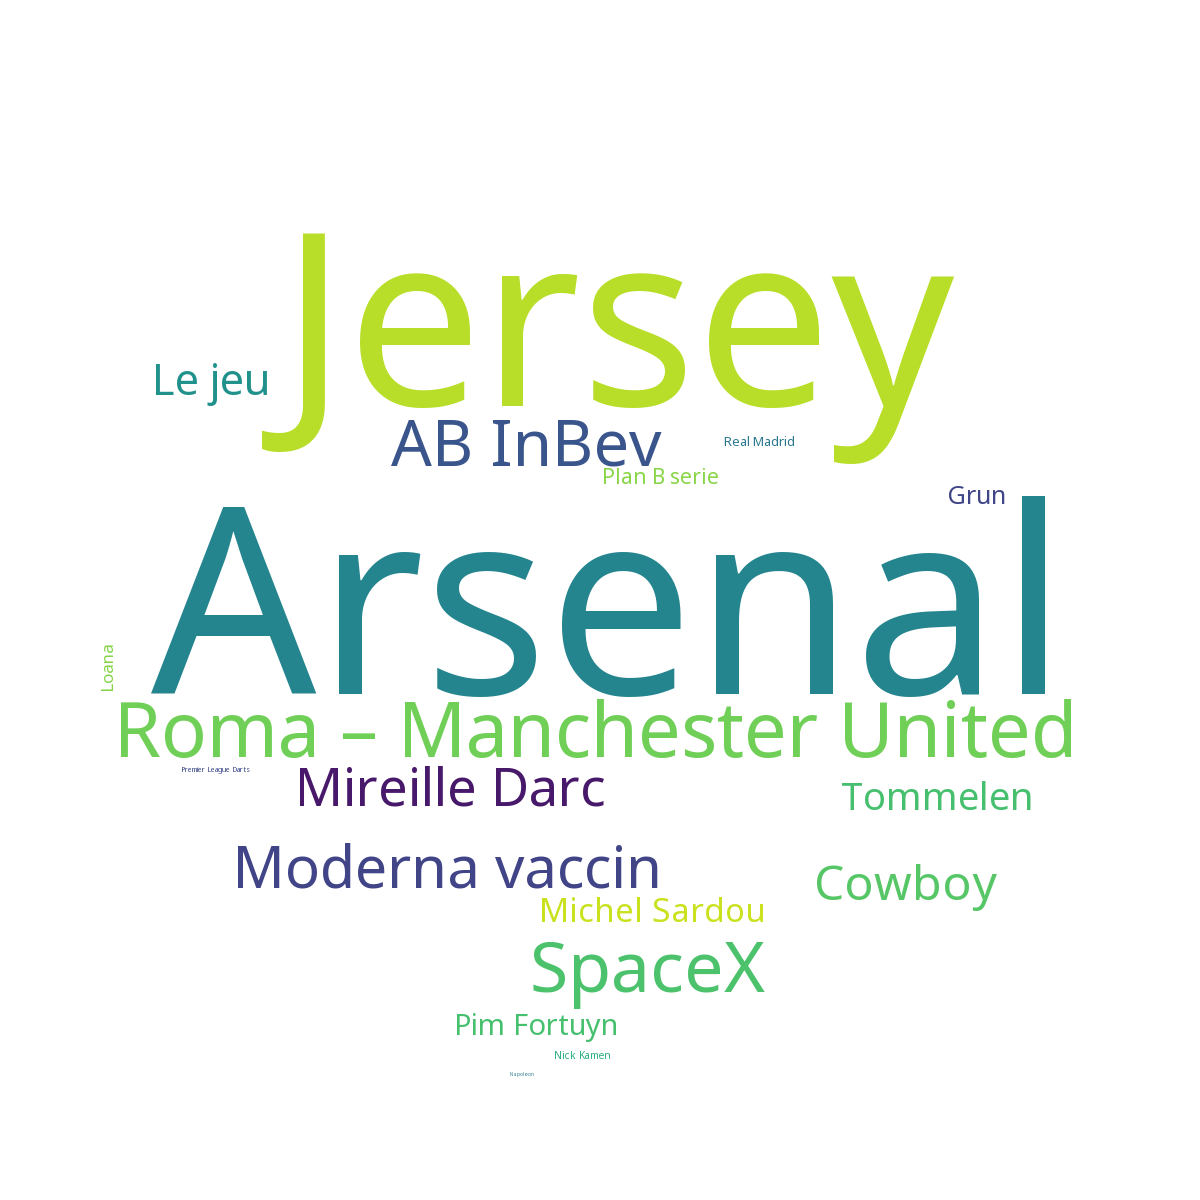 Jersey
Le jeu
AB InBev
Real Madrid
Plan B serie
Grun
Arsenal
Loana
Roma – Manchester United
Premier League Darts
Mireille Darc
Tommelen
Moderna vaccin
Cowboy
Michel Sardou
SpaceX
Pim Fortuyn
Nick Kamen
Napoleon